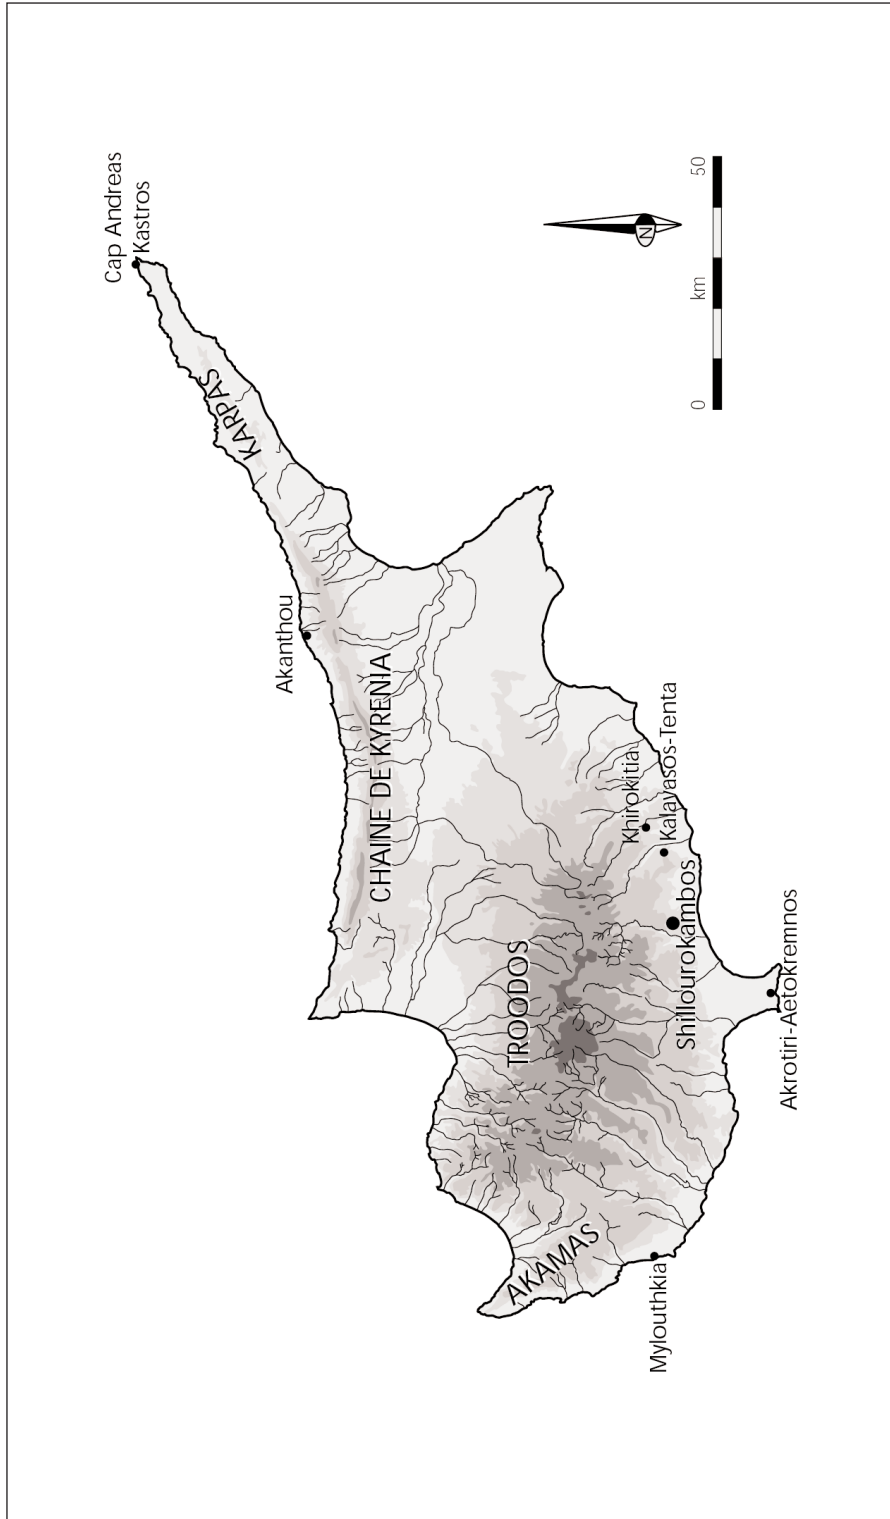 Cap Andreas
Kastros
KARPAS
Akanthou
CHAINE DE KYRENIA
TROODOS
AKAMAS
Khirokitia
Kalavasos-Tenta
Shillourokambos
Akrotiri-Aetokremnos
Mylouthkia
N
0 km 50